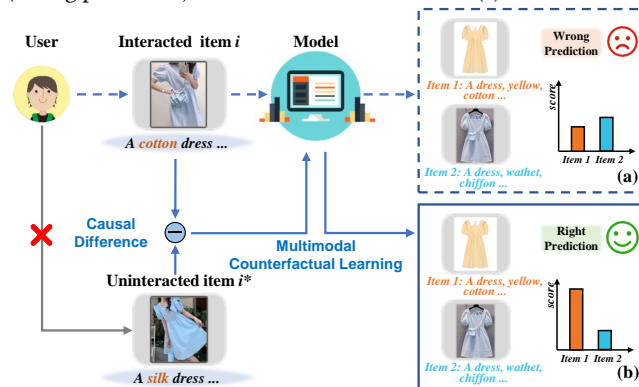 User
Interacted item i
Model
A cotton dress ...
Causal
Difference
Multimodal
Counterfactual Learning
Uninteracted item i*
A silk dress ...
Item 1: A dress, yellow,
cotton ...
Item 2: A dress, wathet,
chiffon ...
Wrong
Prediction
score
Item 1 Item 2
(a)
Item 1: A dress, yellow,
cotton ...
Item 2: A dress, wathet,
chiffon ...
Right
Prediction
score
Item 1 Item 2
(b)